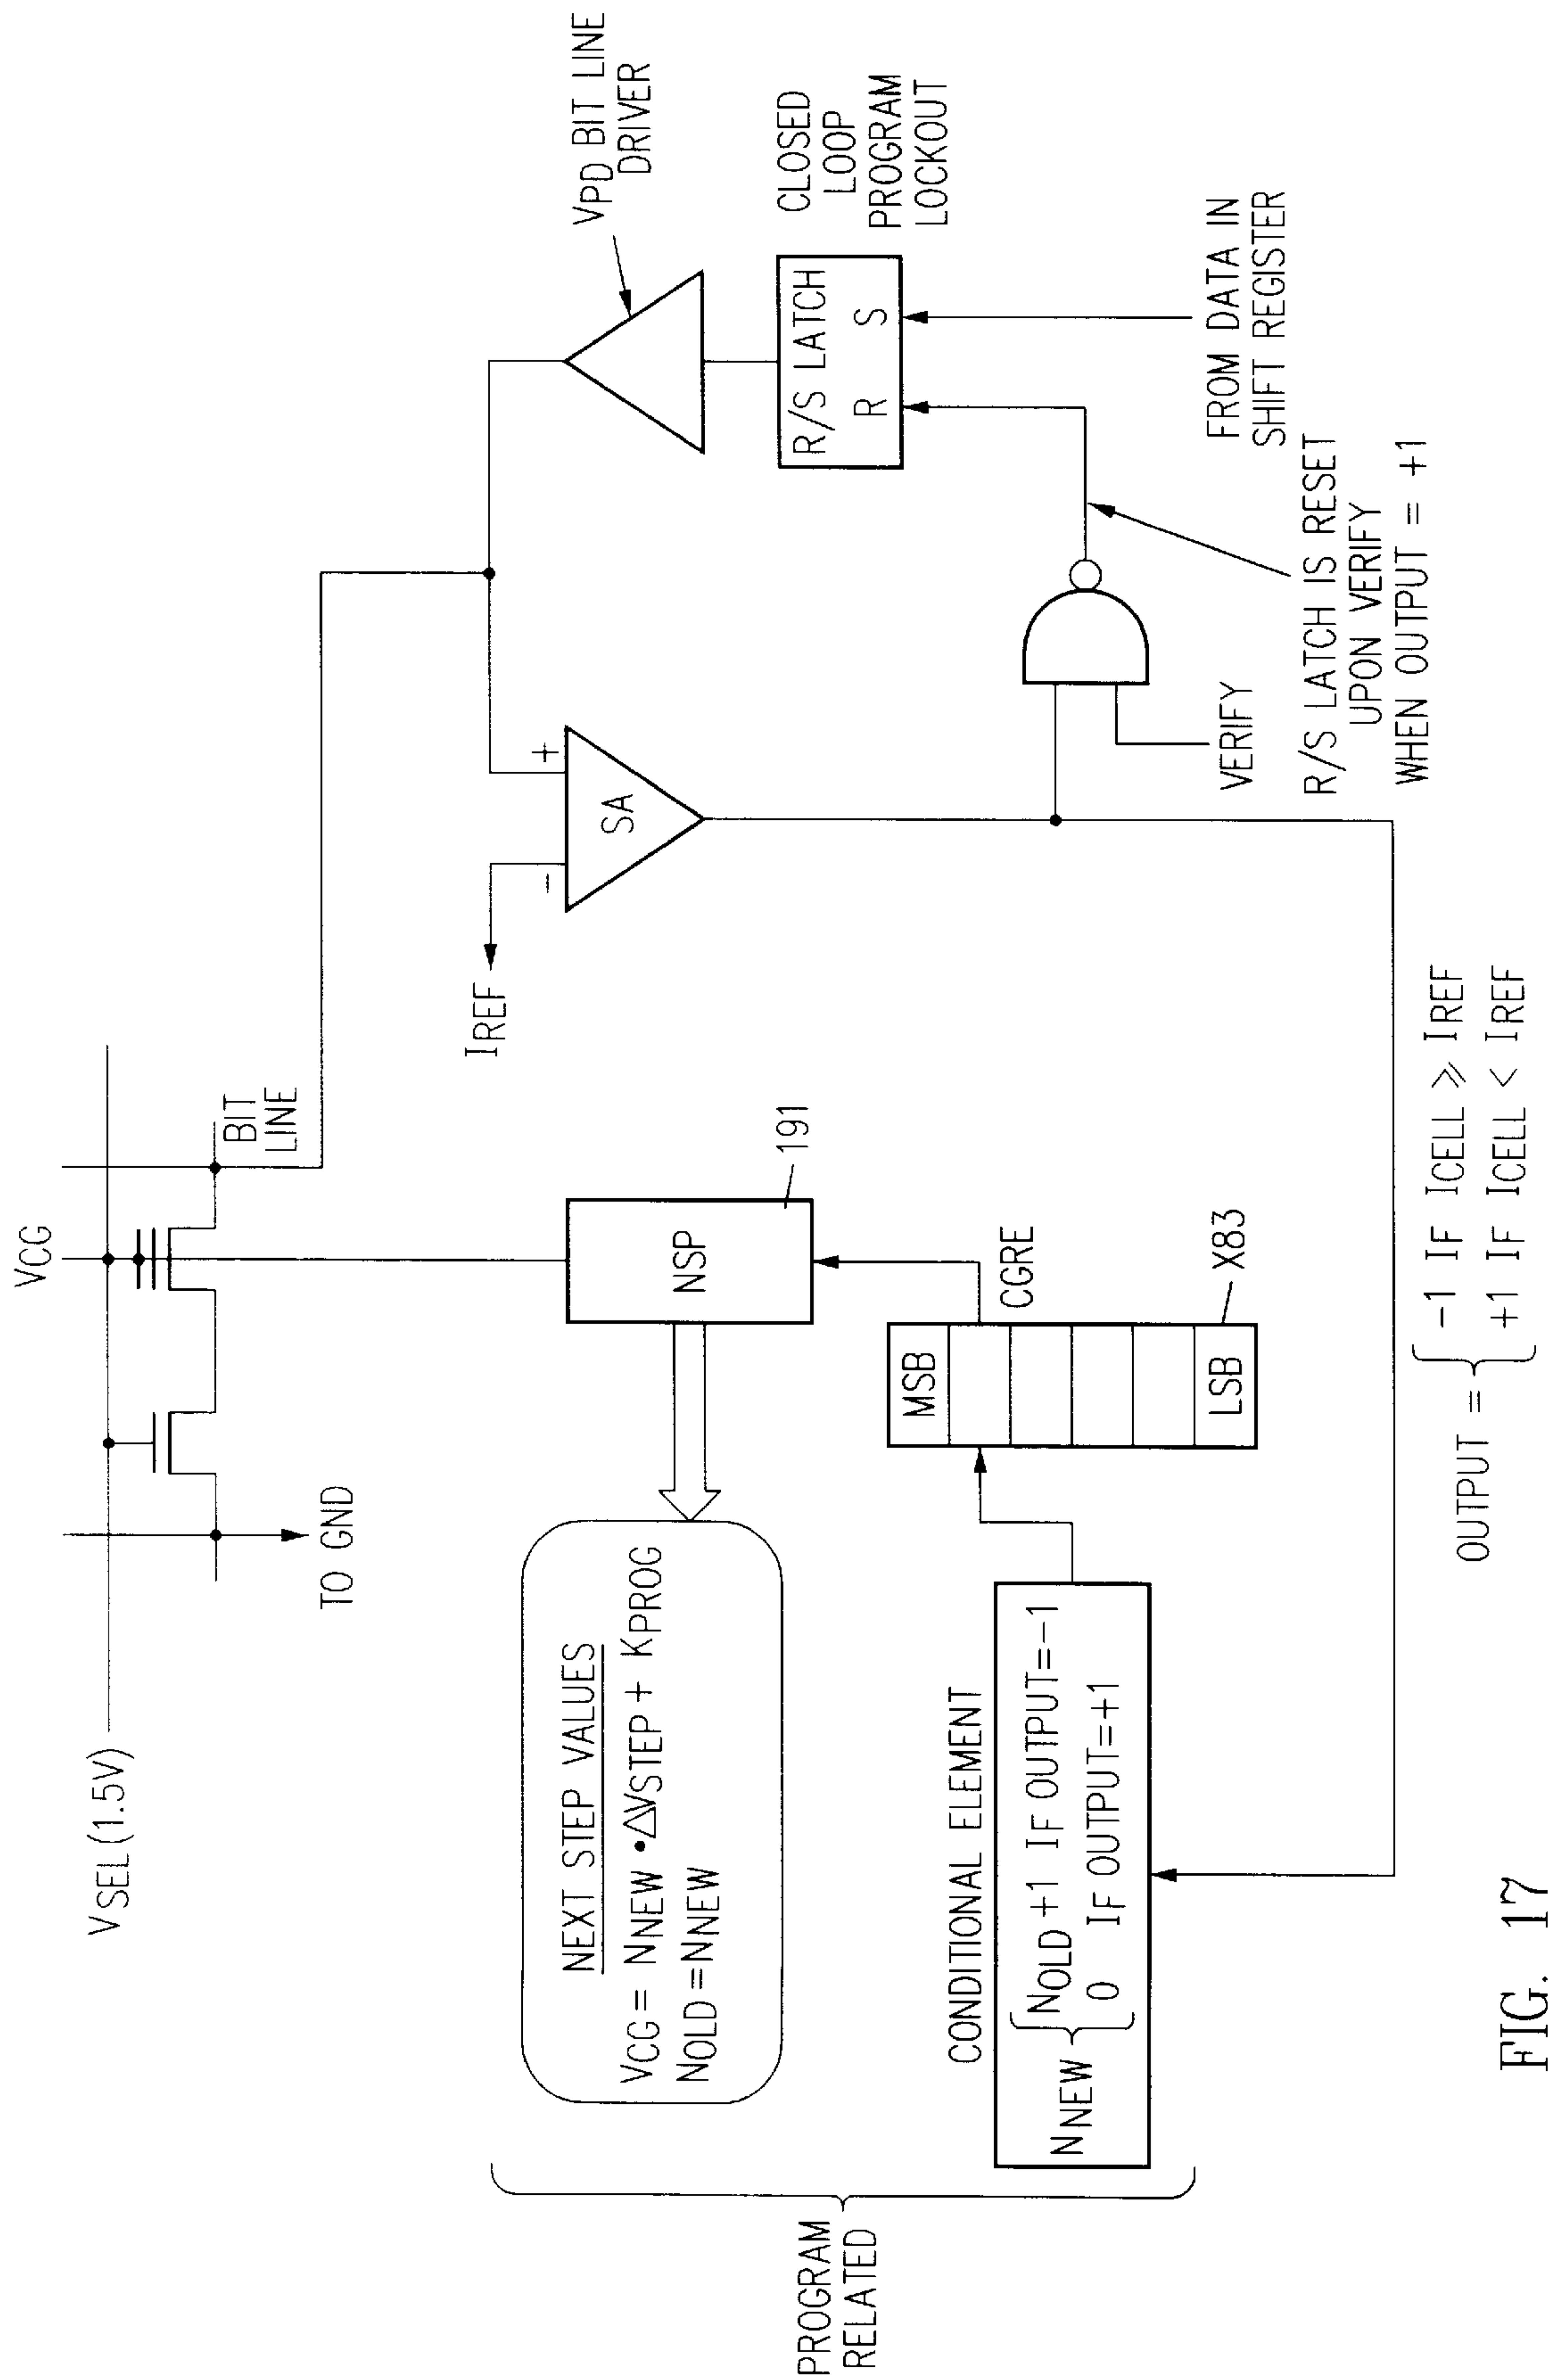 VSEL (1.5V)
VCG
TO GND
BIT
LINE
VPD BIT LINE
DRIVER
NEXT STEP VALUES
VCG = NNEW • ΔVSTEP + KPROG
NOLD = NNEW
NSP
191
IREF
-
+
SA
R/S LATCH
R S
CLOSED
LOOP
PROGRAM
LOCKOUT
PROGRAM
RELATED
CONDITIONAL ELEMENT
NNEW { NOLD +1 IF OUTPUT=-1
0 IF OUTPUT=+1
MSB
LSB
CGRE
X83
VERIFY
FROM DATA IN
SHIFT REGISTER
R/S LATCH IS RESET
UPON VERIFY
WHEN OUTPUT = +1
OUTPUT = { -1 IF ICELL ⩾ IREF
+1 IF ICELL < IREF
FIG. 17